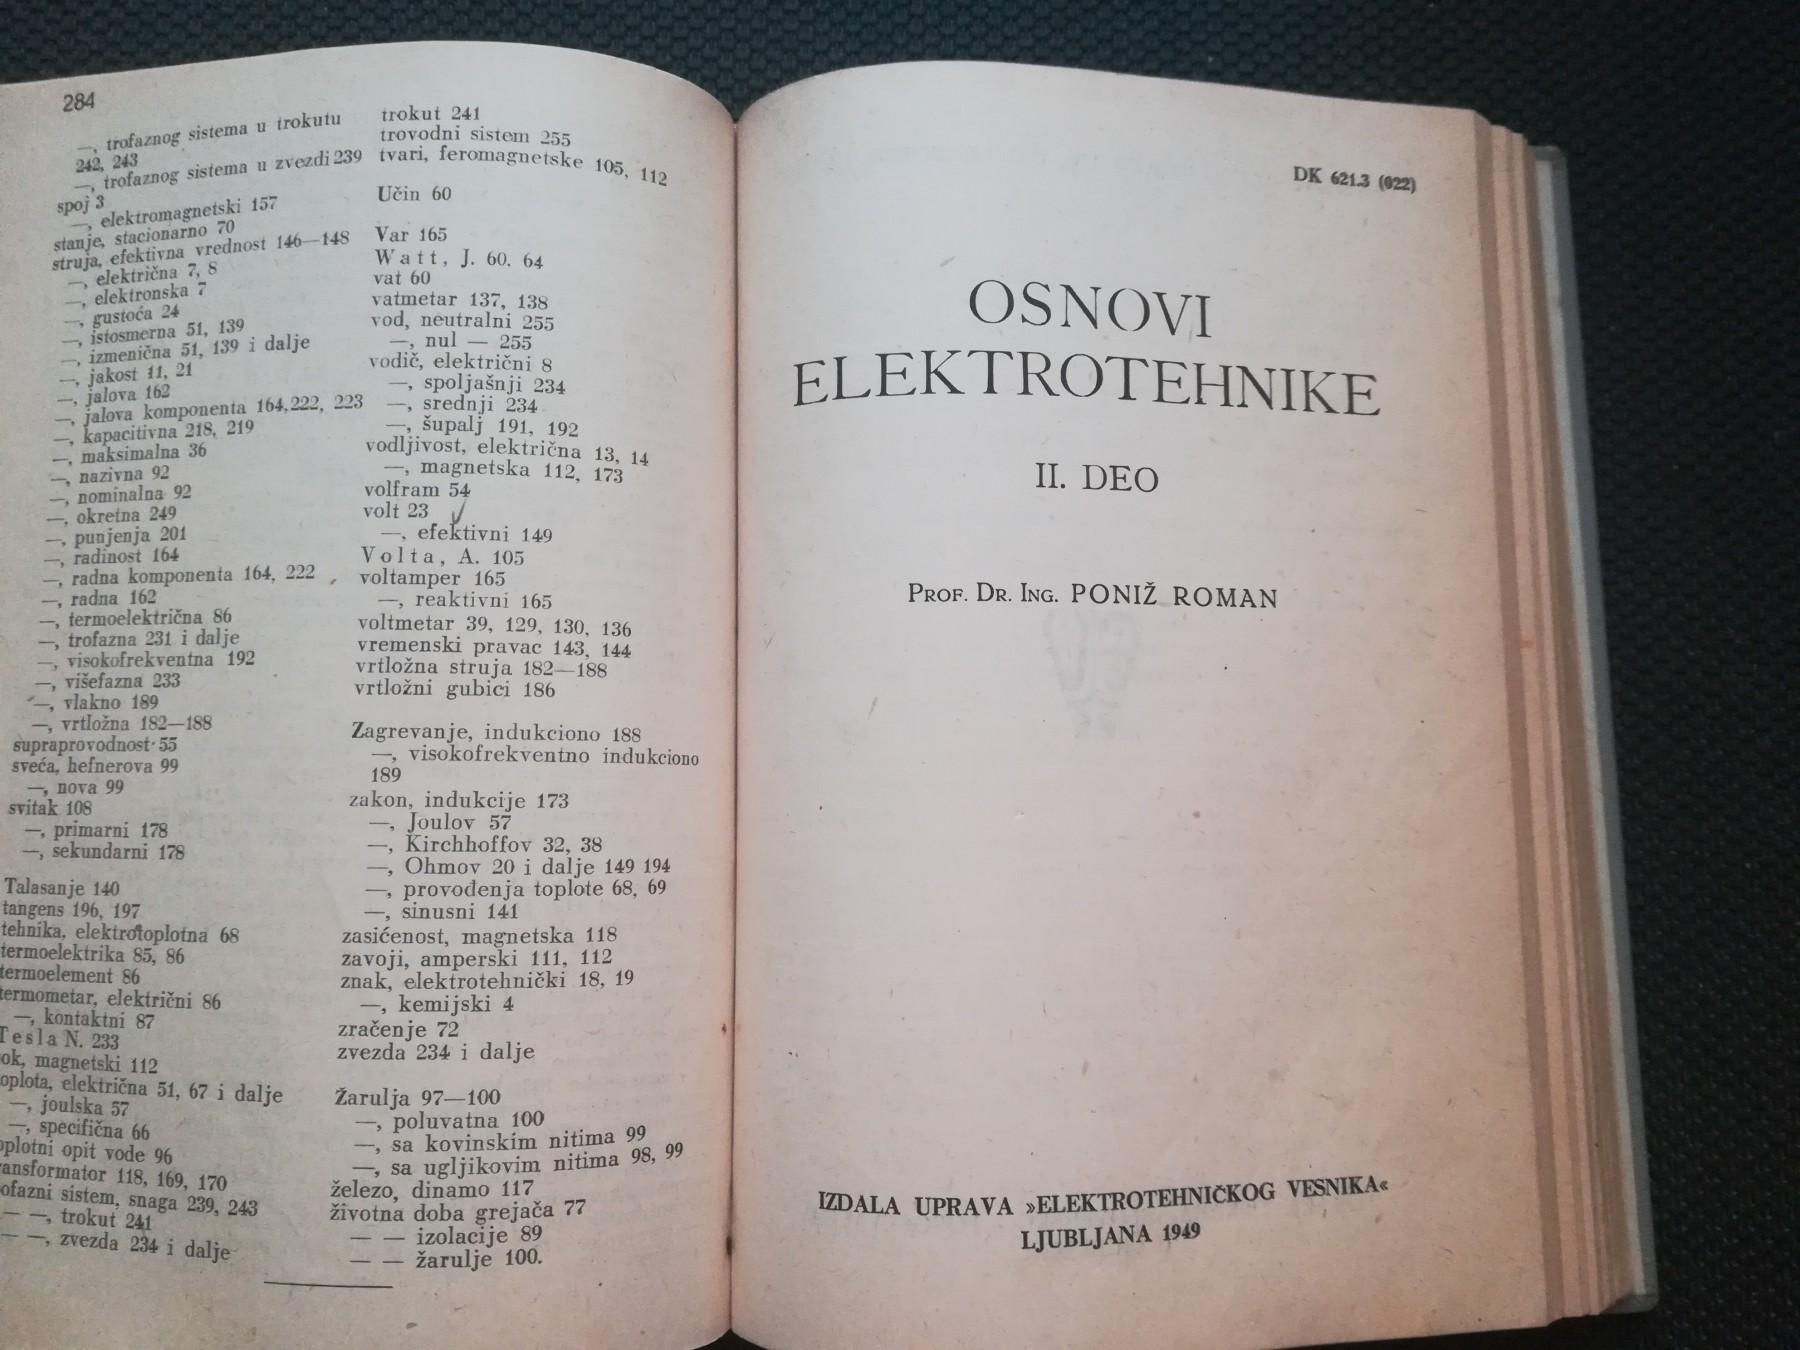 284
—, trofaznog sistema u trokutu
242, 243
—, trofaznog sistema u zvezdi 239
spoj 3
—, elektromagnetski 157
stanje, stacionarno 70
struja, efektivna vrednost 146—148
—, električna 7, 8
—, elektronska 7
—, gustoća 24
—, istosmerna 51, 139
—, izmenična 51, 139 i dalje
—, jakost 11, 21
—, jalova 162
—, jalova komponenta 164, 222, 223
—, kapacitivna 218, 219
—, maksimalna 36
—, nazivna 92
—, nominalna 92
—, okretna 249
—, punjenja 201
—, radinost 164
—, radna komponenta 164, 222
—, radna 162
—, termoelektrična 86
—, trofazna 231 i dalje
—, visokofrekventna 192
—, višefazna 233
—, vlakno 189
—, vrtložna 182—188
supraprovodnost 55
sveća, hefnerova 99
—, nova 99
svitak 108
—, primarni 178
—, sekundarni 178
Talasanje 140
tangens 196, 197
tehnika, elektrotoplotna 68
termoelektrika 85, 86
termoelement 86
termometar, električni 86
—, kontaktni 87
Tesla N. 233
ok, magnetski 112
oplota, električna 51, 67 i dalje
—, joulska 57
—, specifična 66
oplotni opit vode 96
ansformator 118, 169, 170
ofazni sistem, snaga 239, 243
— —, trokut 241
— —, zvezda 234 i dalje
trokut 241
trovodni sistem 255
tvari, feromagnetske 105, 112
Učin 60
Var 165
Watt, J. 60, 64
vat 60
vatmetar 137, 138
vod, neutralni 255
—, nul — 255
vodič, električni 8
—, spoljašnji 234
—, srednji 234
—, šupalj 191, 192
vodljivost, električna 13, 14
—, magnetska 112, 173
volfram 54
volt 23
—, efektivni 149
Volta, A. 105
voltamper 165
—, reaktivni 165
voltmetar 39, 129, 130, 136
vremenski pravac 143, 144
vrtložna struja 182—188
vrtložni gubici 186
Zagrevanje, indukciono 188
—, visokofrekventno indukciono
189
zakon, indukcije 173
—, Joulov 57
—, Kirchhoffov 32, 38
—, Ohmov 20 i dalje 149 194
—, provođenja toplote 68, 69
—, sinusni 141
zasićenost, magnetska 118
zavoji, amperski 111, 112
znak, elektrotehnički 18, 19
—, kemijski 4
zračenje 72
zvezda 234 i dalje
Žarulja 97—100
—, poluvatna 100
—, sa kovinskim nitima 99
—, sa ugljikovim nitima 98, 99
železo, dinamo 117
životna doba grejača 77
— — izolacije 89
— — žarulje 100.
DK 621.3 (022)
OSNOVI
ELEKTROTEHNIKE
II. DEO
PROF. DR. ING. PONIŽ ROMAN
IZDALA UPRAVA »ELEKTROTEHNIČKOG VESNIKA«
LJUBLJANA 1949